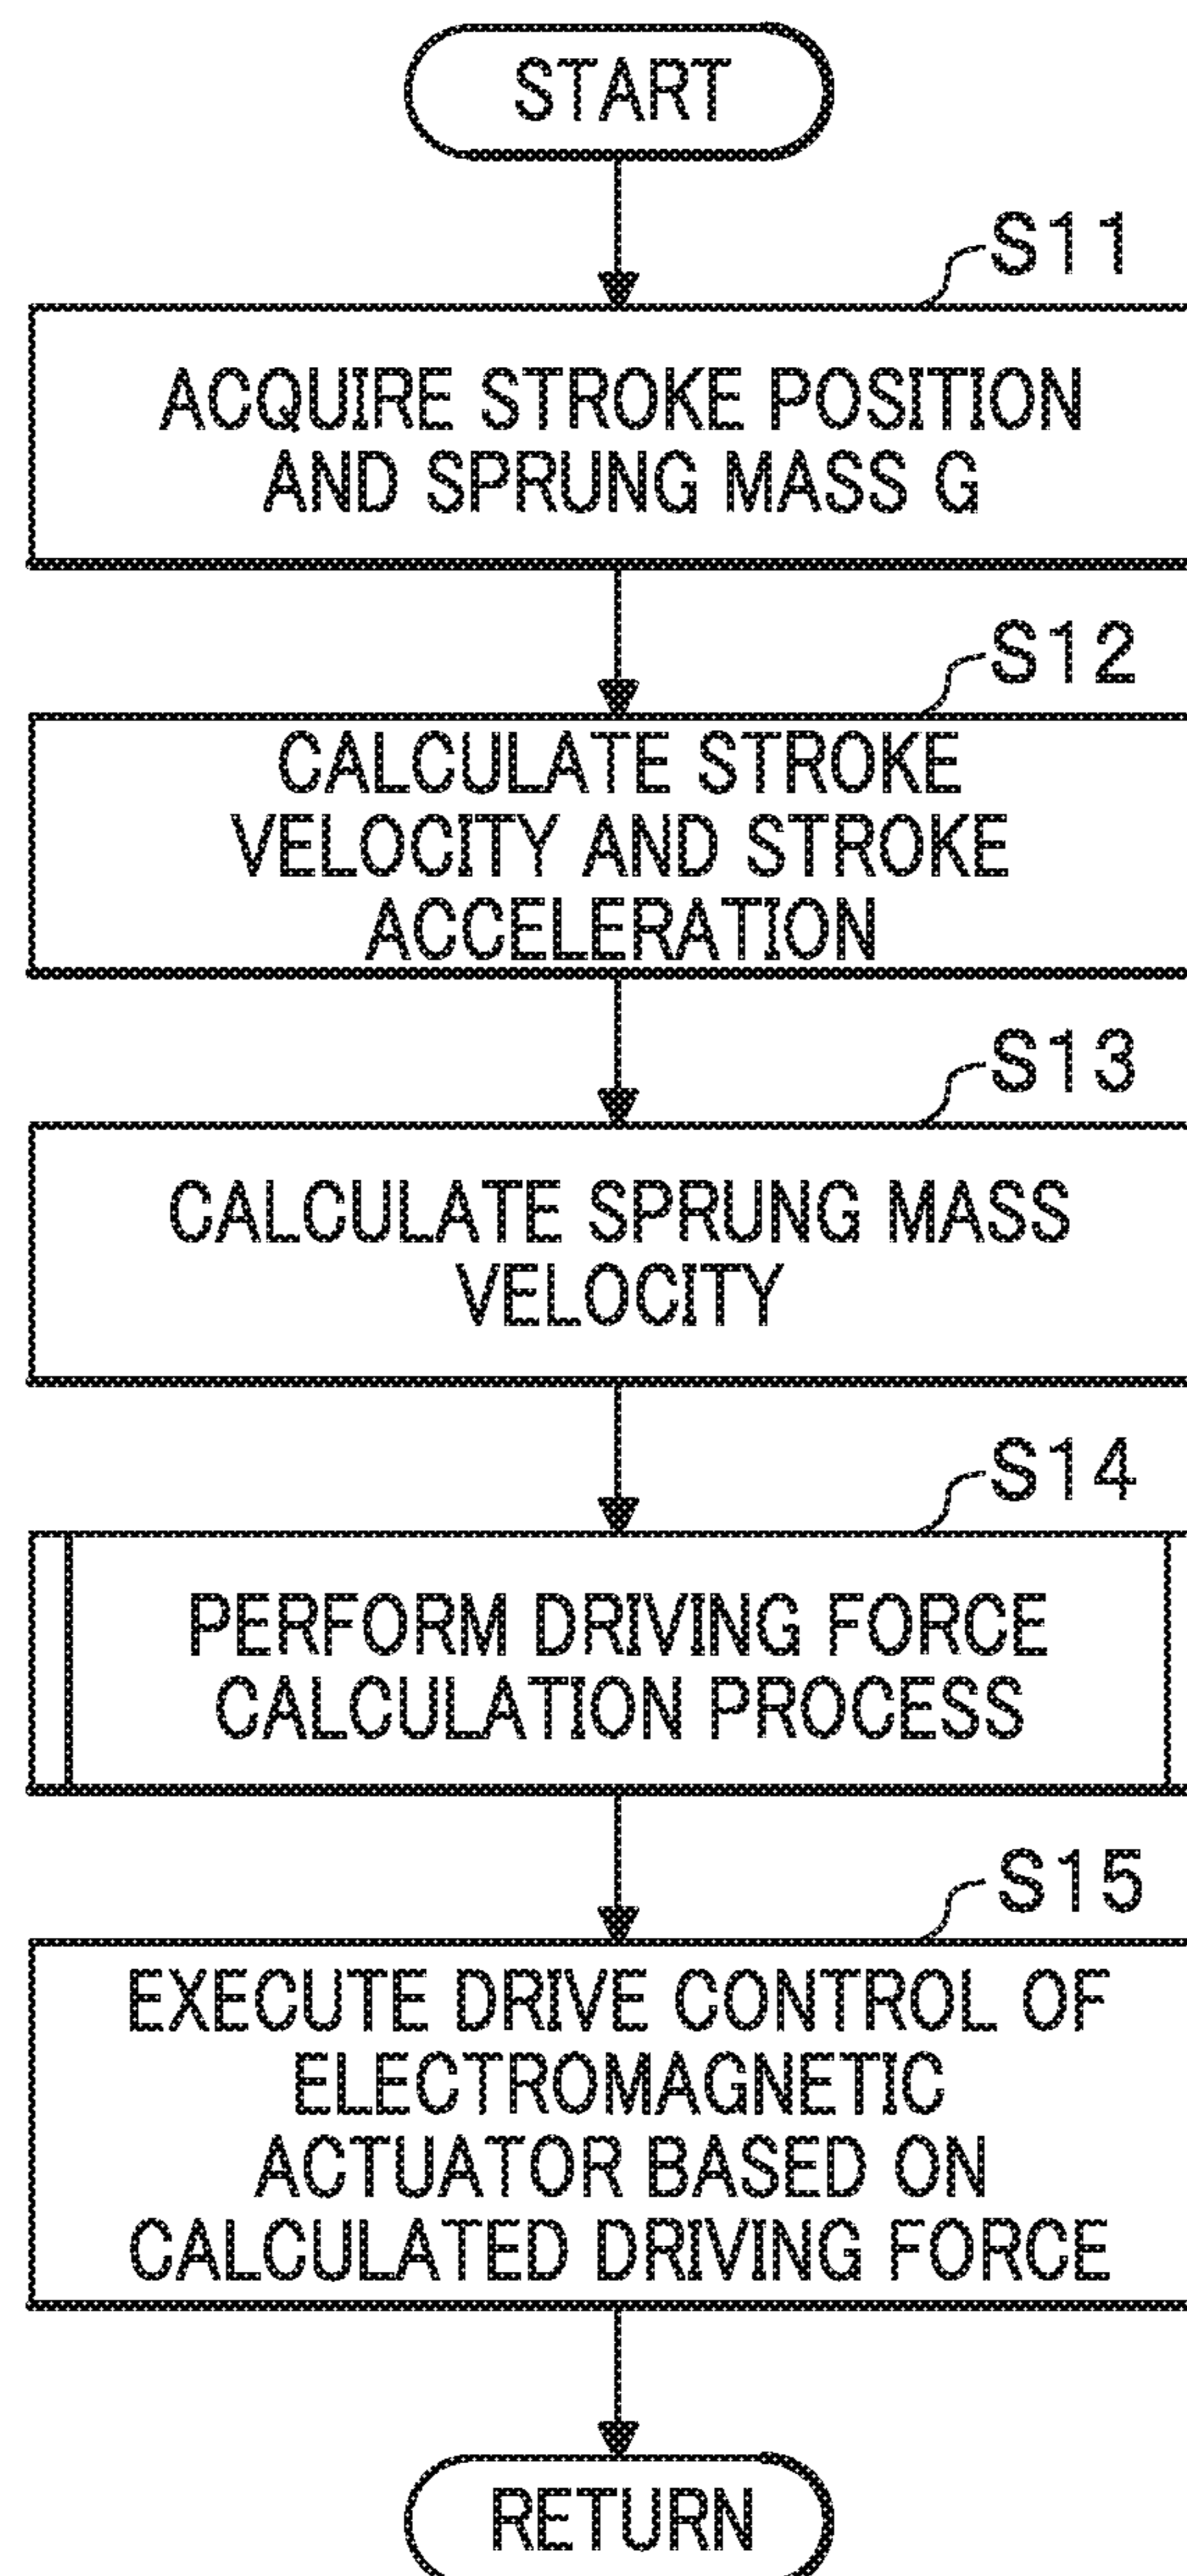 START
S11
ACQUIRE STROKE POSITION
AND SPRUNG MASS G
S12
CALCULATE STROKE
VELOCITY AND STROKE
ACCELERATION
S13
CALCULATE SPRUNG MASS
VELOCITY
S14
PERFORM DRIVING FORCE
CALCULATION PROCESS
S15
EXECUTE DRIVE CONTROL OF
ELECTROMAGNETIC
ACTUATOR BASED ON
CALCULATED DRIVING FORCE
RETURN